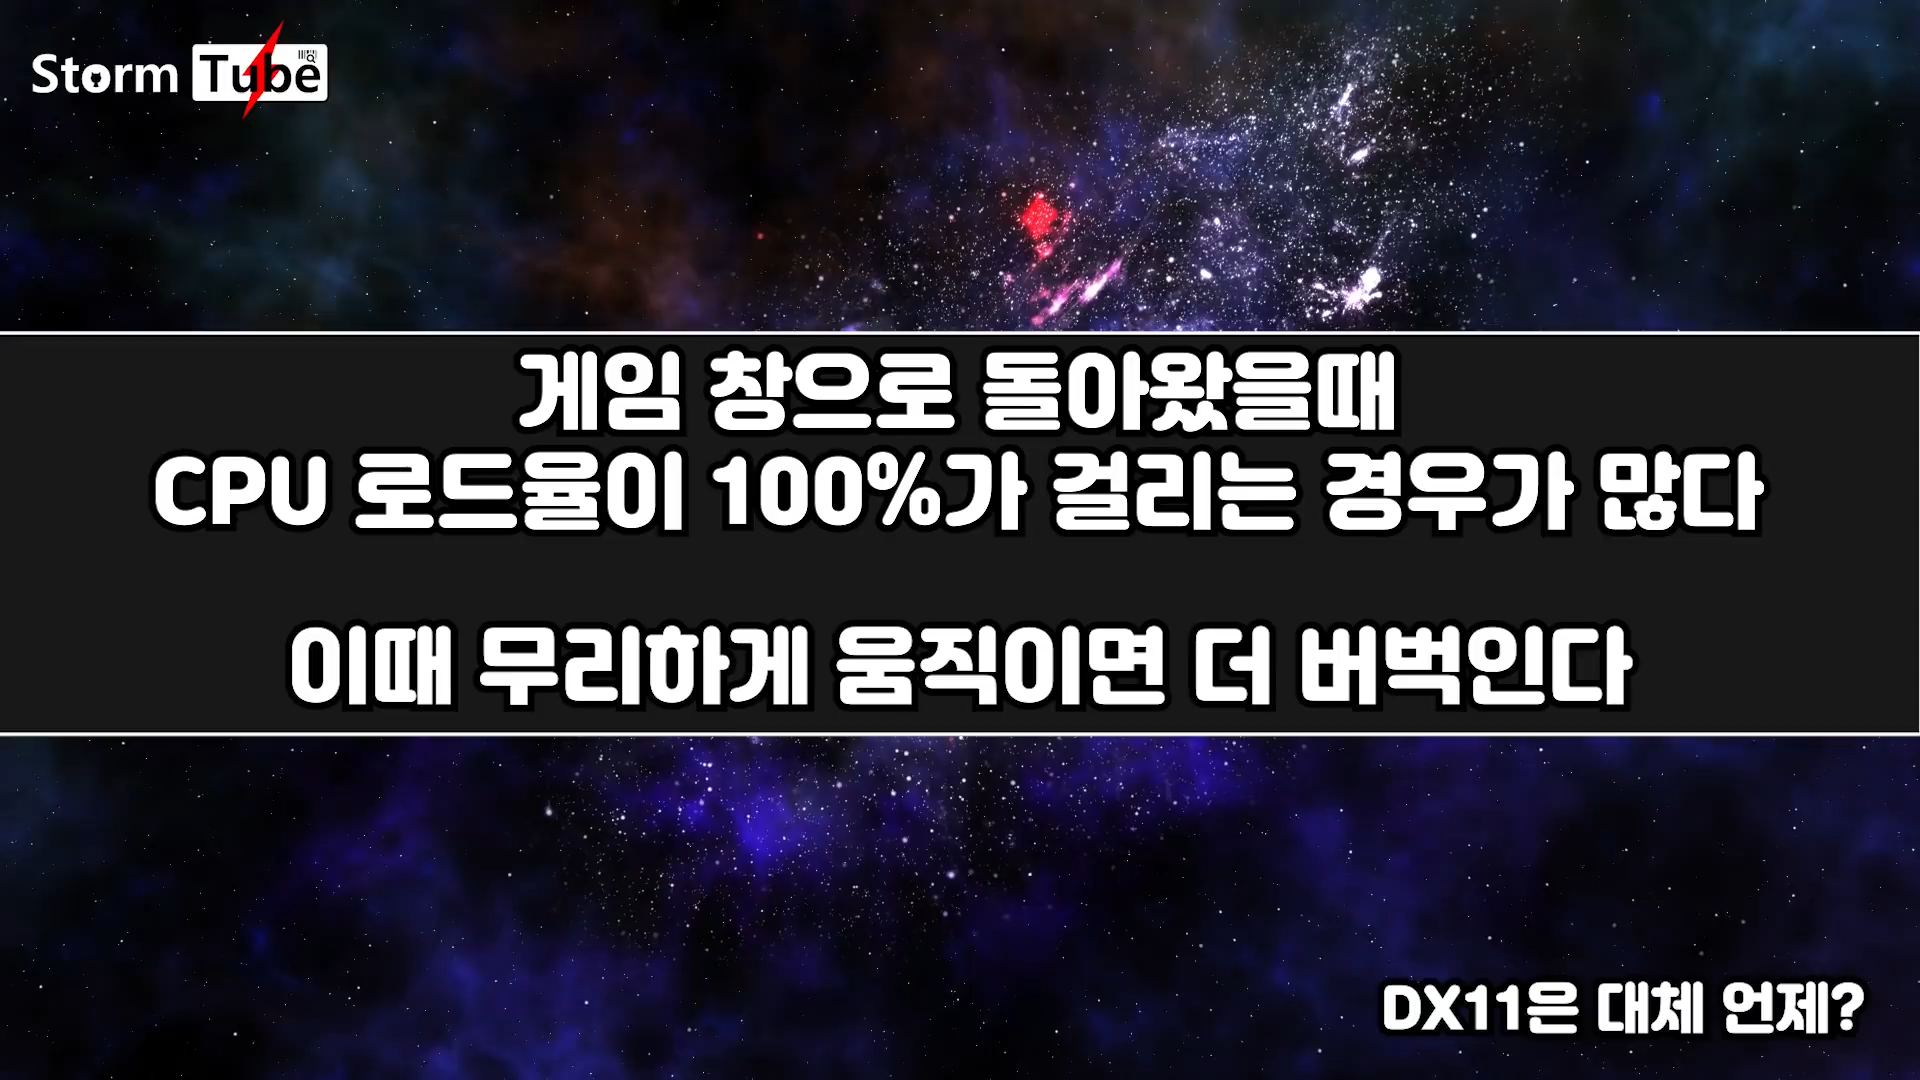 Storm Tube
게임 창으로 돌아왔을때
CPU 로드율이 100%가 걸리는 경우가 많다
이때 무리하게 움직이면 더 버벅인다
DX11은 대체 언제?